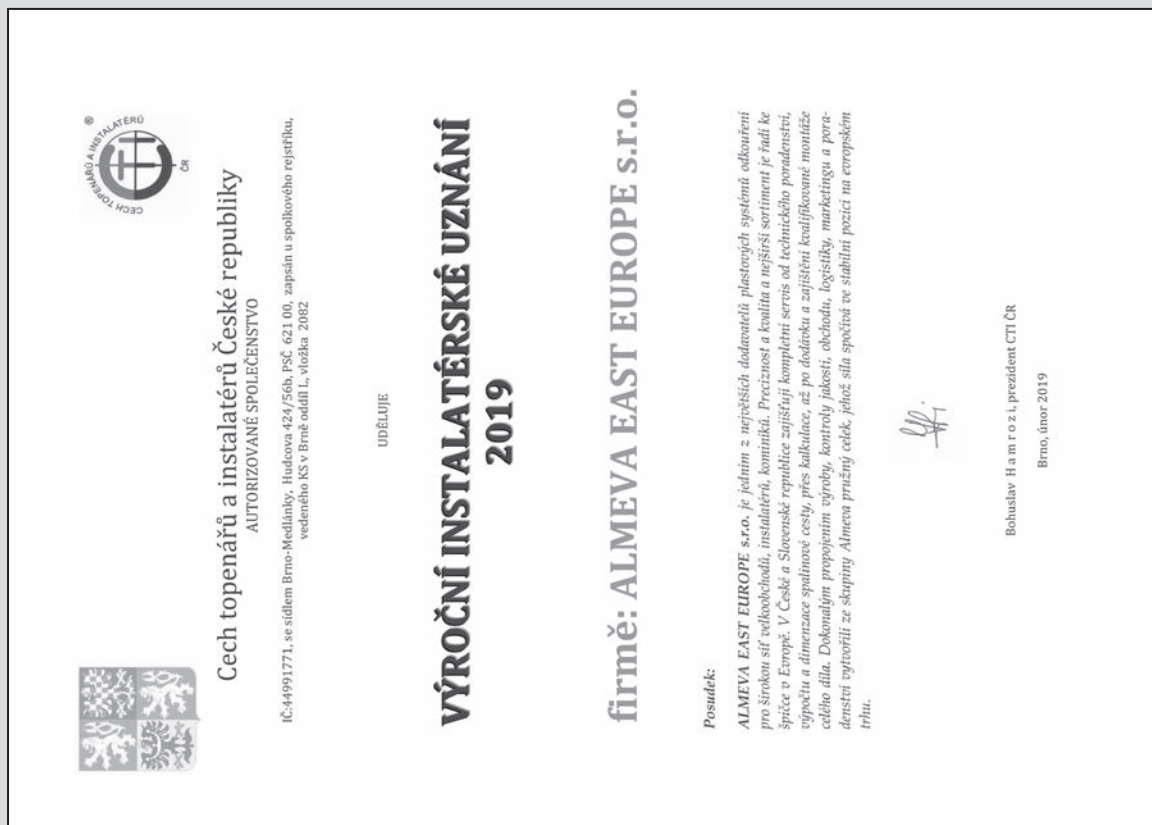 CECH TOPENÁŘŮ A INSTALATÉRŮ
®
CTI
ČR
Cech topenářů a instalatérů České republiky
AUTORIZOVANÉ SPOLEČENSTVO
IČ:44991771, se sídlem Brno-Medlánky, Hudcova 424/56b, PSČ 621 00, zapsán u spolkového rejstříku,
vedeného KS v Brně oddíl L, vložka 2082
UDĚLUJE
VÝROČNÍ INSTALATÉRSKÉ UZNÁNÍ
2019
firmě: ALMEVA EAST EUROPE s.r.o.
Posudek:
ALMEVA EAST EUROPE s.r.o. je jedním z největších dodavatelů plastových systémů odkouření
pro širokou síť velkoobchodů, instalatérů, kominíků. Preciznost a kvalita a nejširší sortiment je řadí ke
špičce v Evropě. V České a Slovenské republice zajišťují kompletní servis od technického poradenství,
výpočtu a dimenzace spalinové cesty, přes kalkulace, až po dodávku a zajištění kvalifikované montáže
celého díla. Dokonalým propojením výroby, kontroly jakosti, obchodu, logistiky, marketingu a pora-
denství vytvořili ze skupiny Almeva pružný celek, jehož síla spočívá ve stabilní pozici na evropském
trhu.
Bohuslav H a m r o z i, prezident CTI ČR
Brno, únor 2019